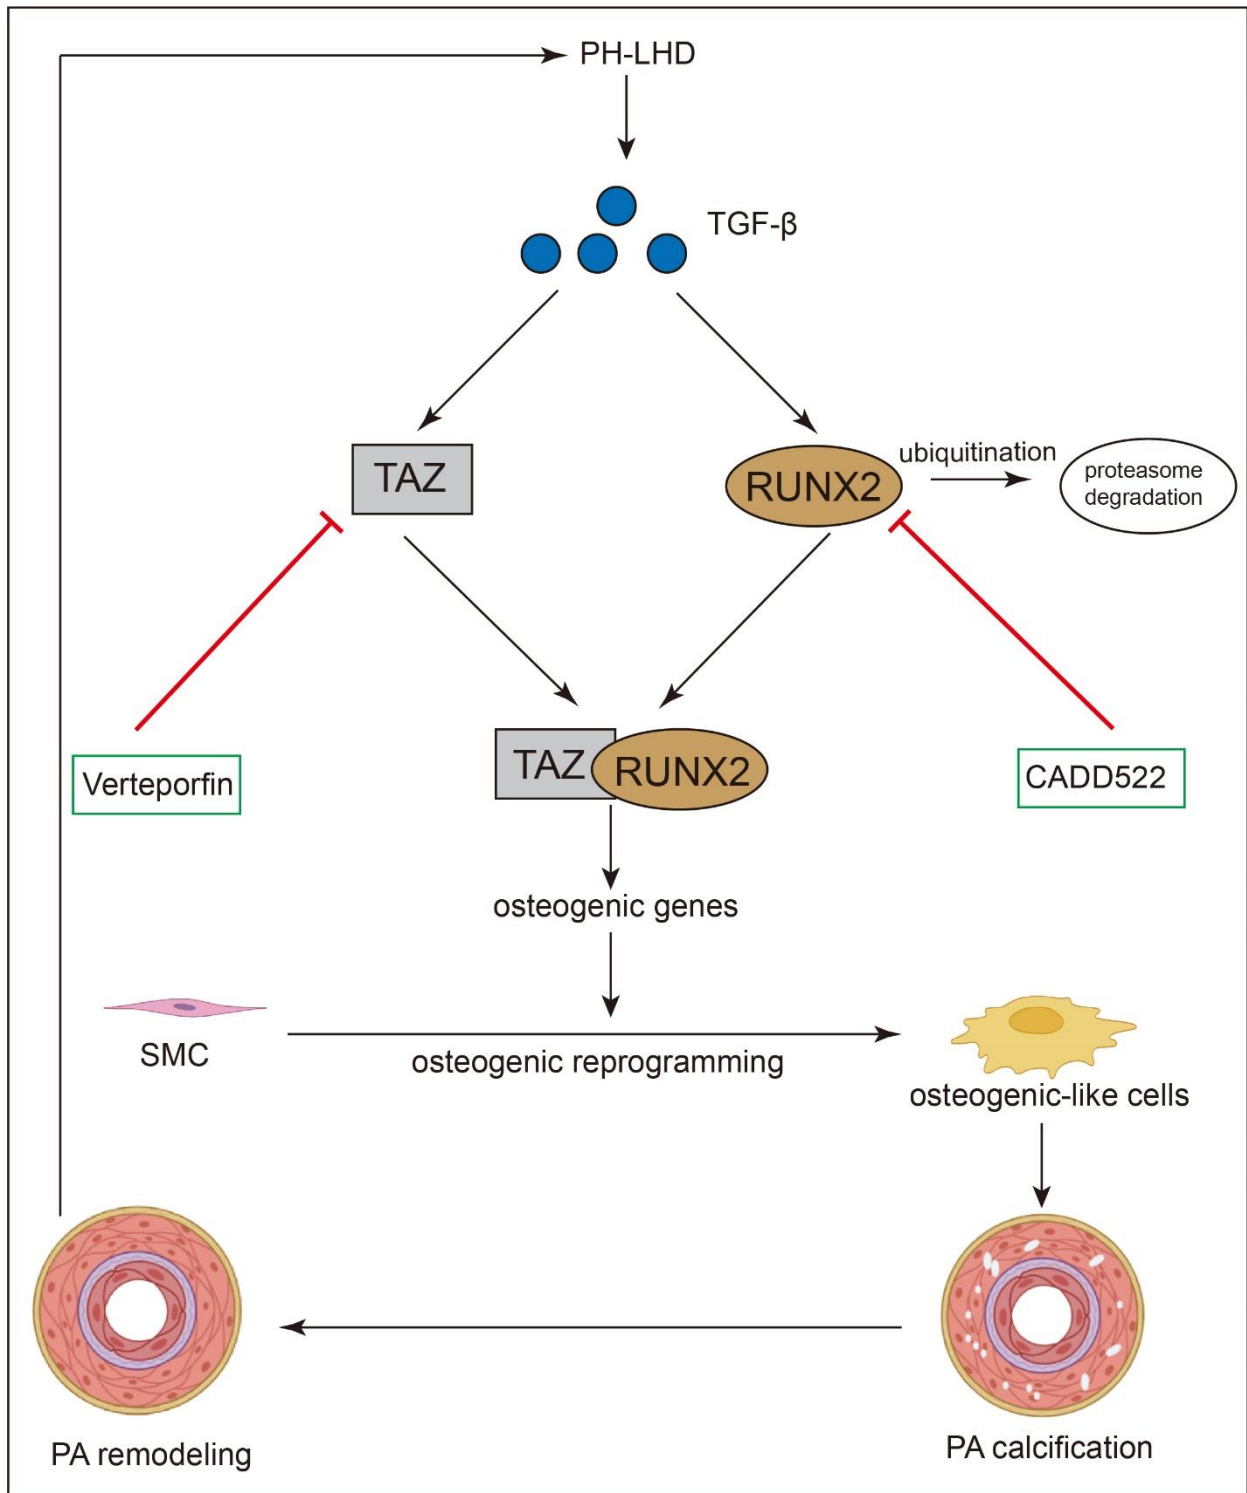 PH-LHD
TGF-β
TAZ
RUNX2
ubiquitination
proteasome
degradation
TAZ
RUNX2
Verteporfin
CADD522
osteogenic genes
SMC
osteogenic reprogramming
osteogenic-like cells
PA remodeling
PA calcification